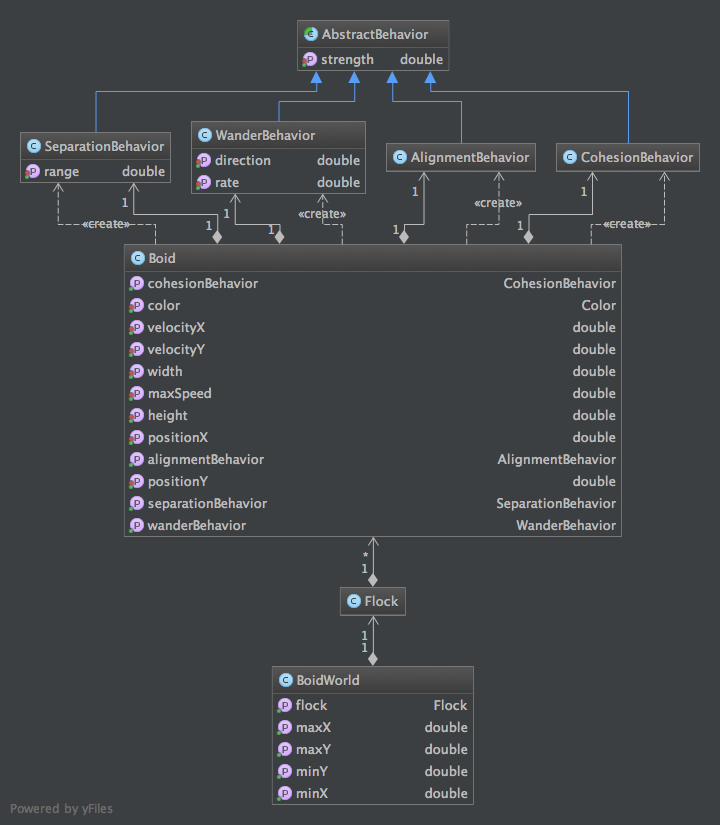 AbstractBehavior
strength double
SeparationBehavior
range double
WanderBehavior
direction double
rate double
AlignmentBehavior
CohesionBehavior
1 1 1 1
«create» «create» «create» «create»
1 1 1 1
Boid
cohesionBehavior CohesionBehavior
color Color
velocityX double
velocityY double
width double
maxSpeed double
height double
positionX double
alignmentBehavior AlignmentBehavior
positionY double
separationBehavior SeparationBehavior
wanderBehavior WanderBehavior
*
1
Flock
1
1
BoidWorld
flock Flock
maxX double
maxY double
minY double
minX double
Powered by yFiles